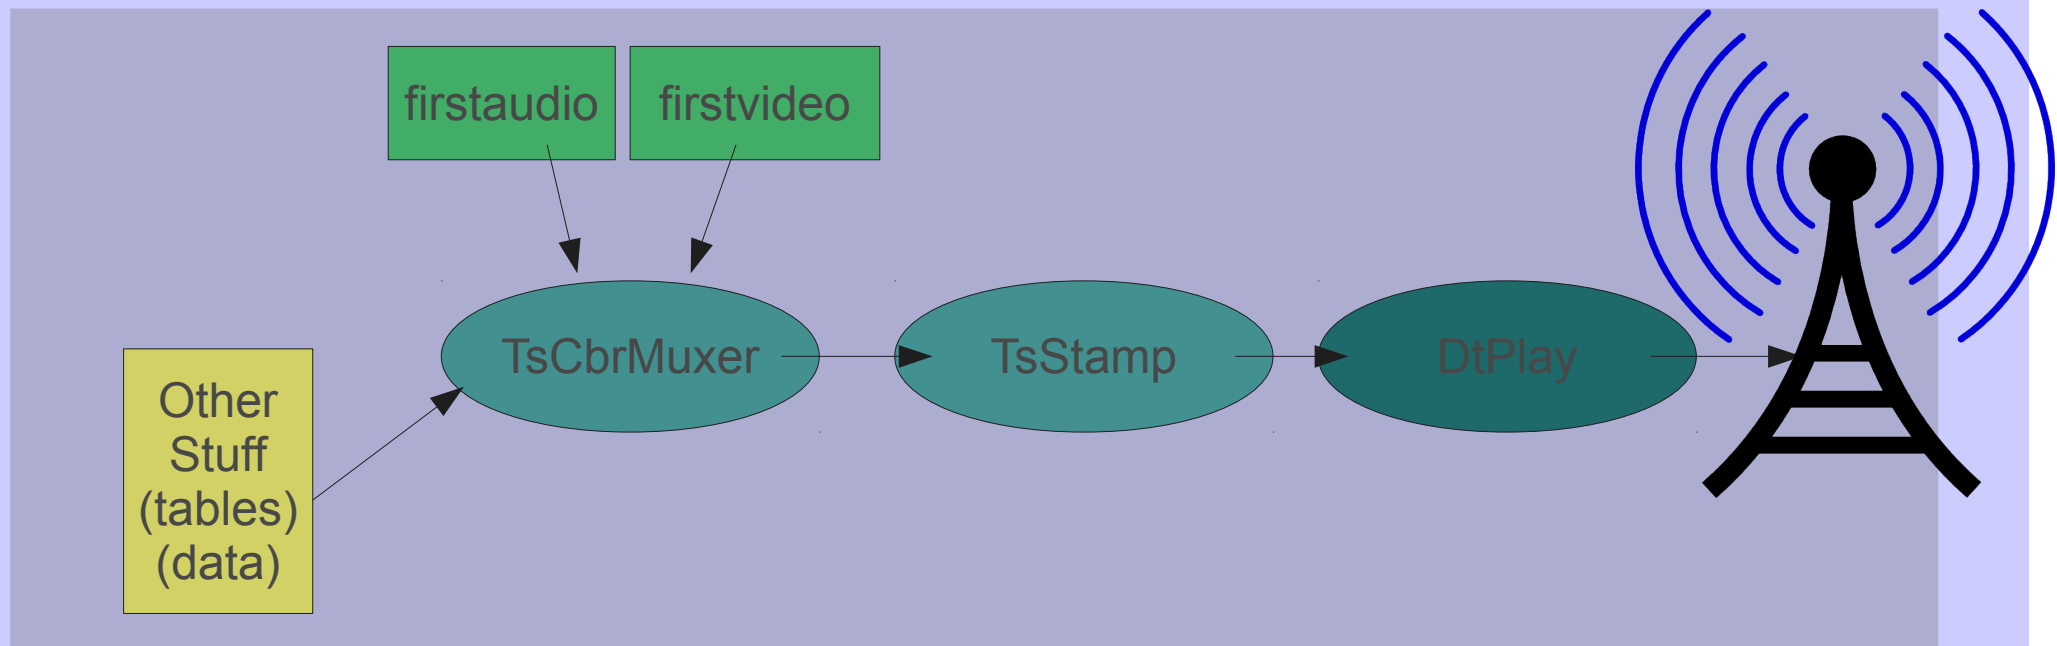 firstaudio
firstvideo
TsCbrMuxer
TsStamp
DtPlay
Other
Stuff
(tables)
(data)